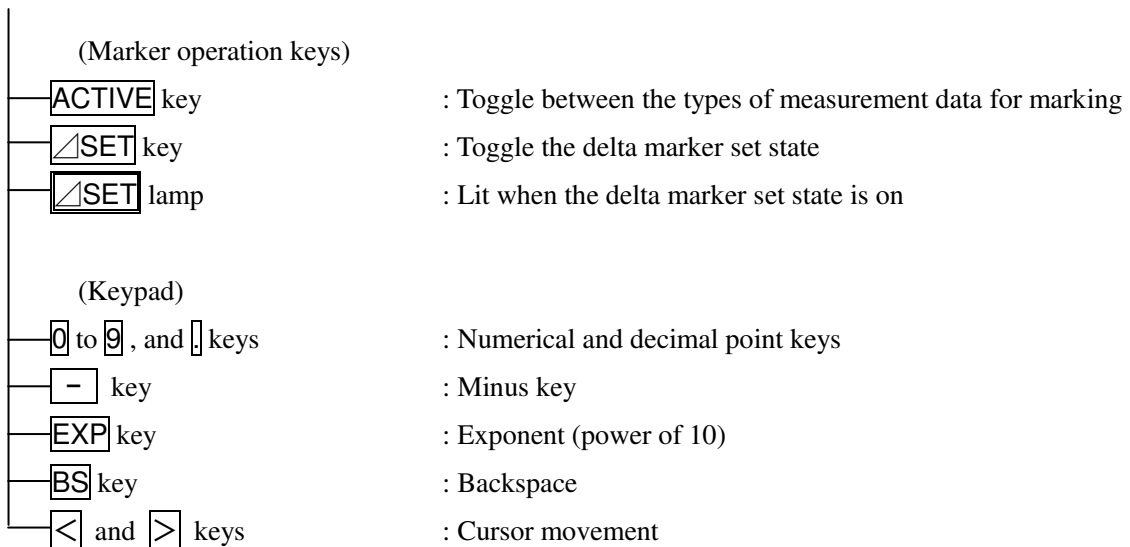 (Marker operation keys)
ACTIVE key : Toggle between the types of measurement data for marking
⊿SET key : Toggle the delta marker set state
⊿SET lamp : Lit when the delta marker set state is on
(Keypad)
0 to 9 , and . keys : Numerical and decimal point keys
− key : Minus key
EXP key : Exponent (power of 10)
BS key : Backspace
< and > keys : Cursor movement